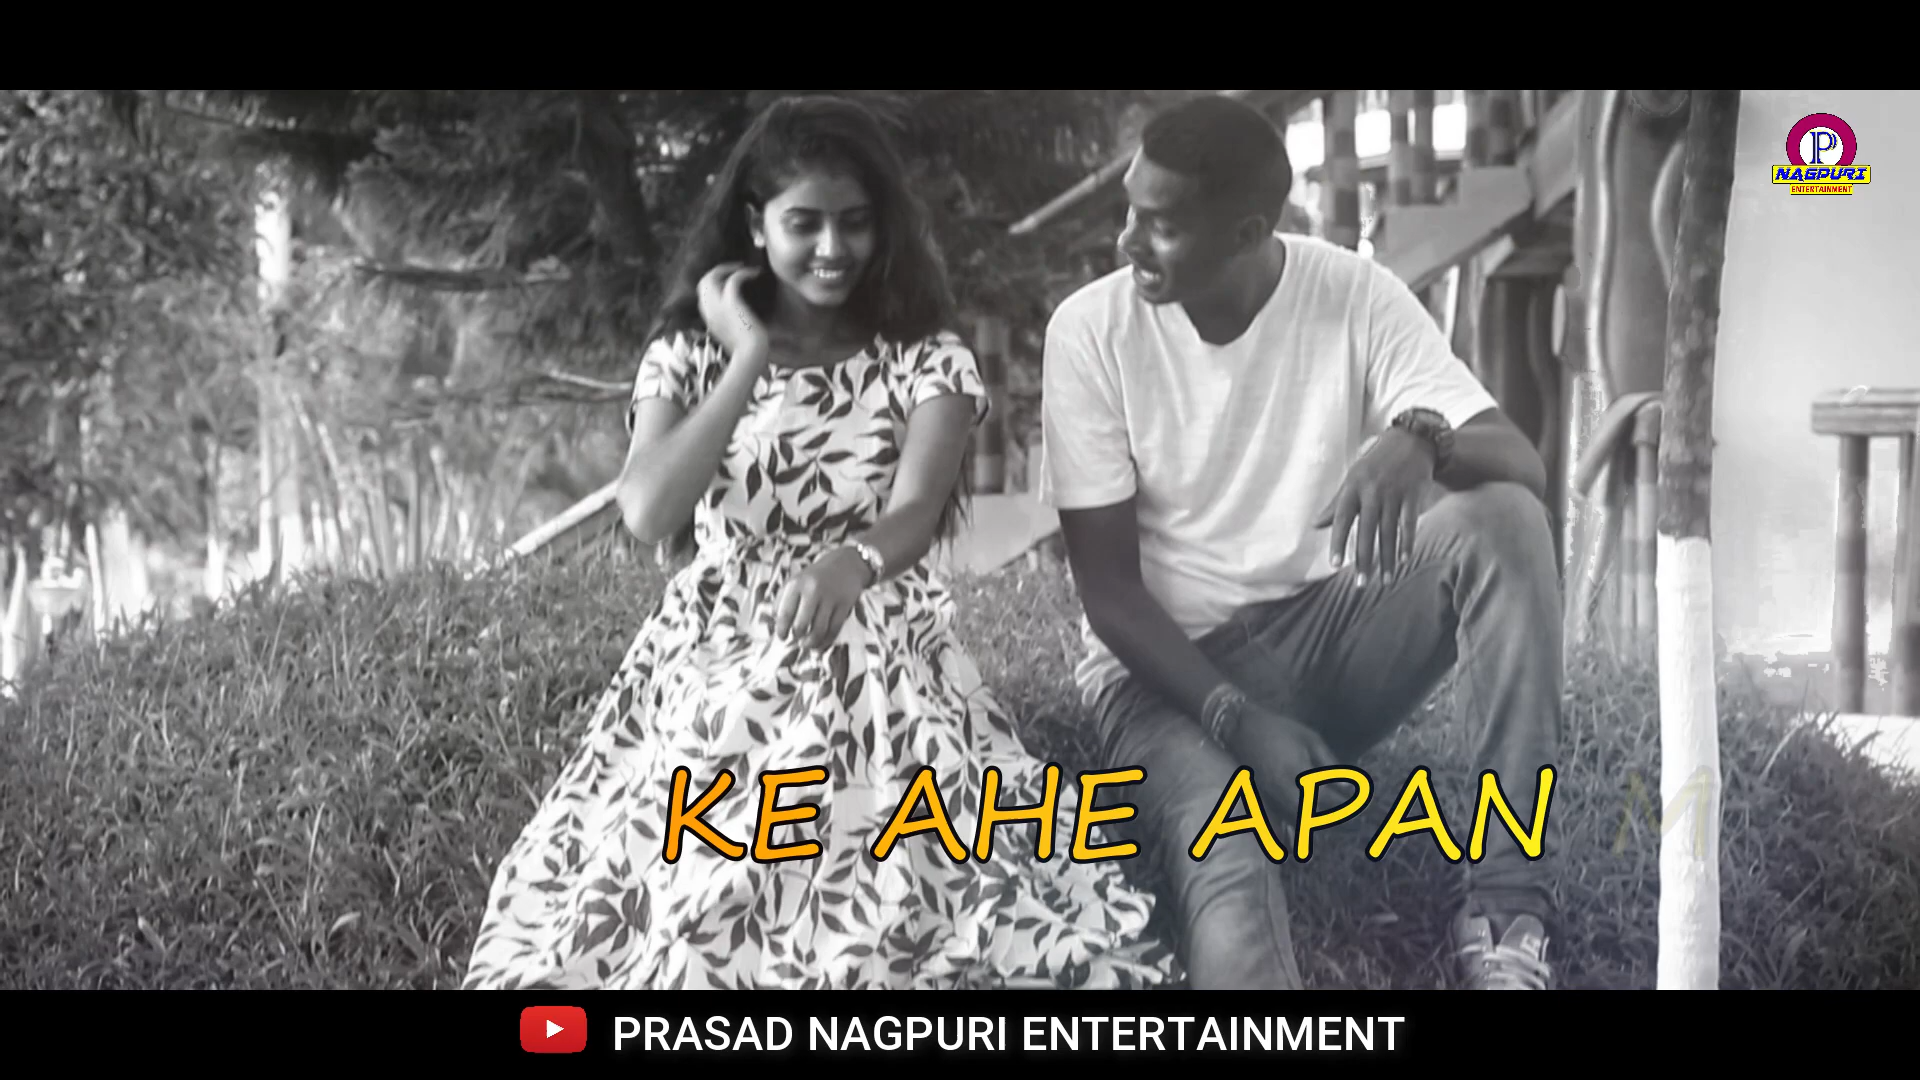 P
NAGPURI
ENTERTAINMENT
KE AHE APAN M
PRASAD NAGPURI ENTERTAINMENT